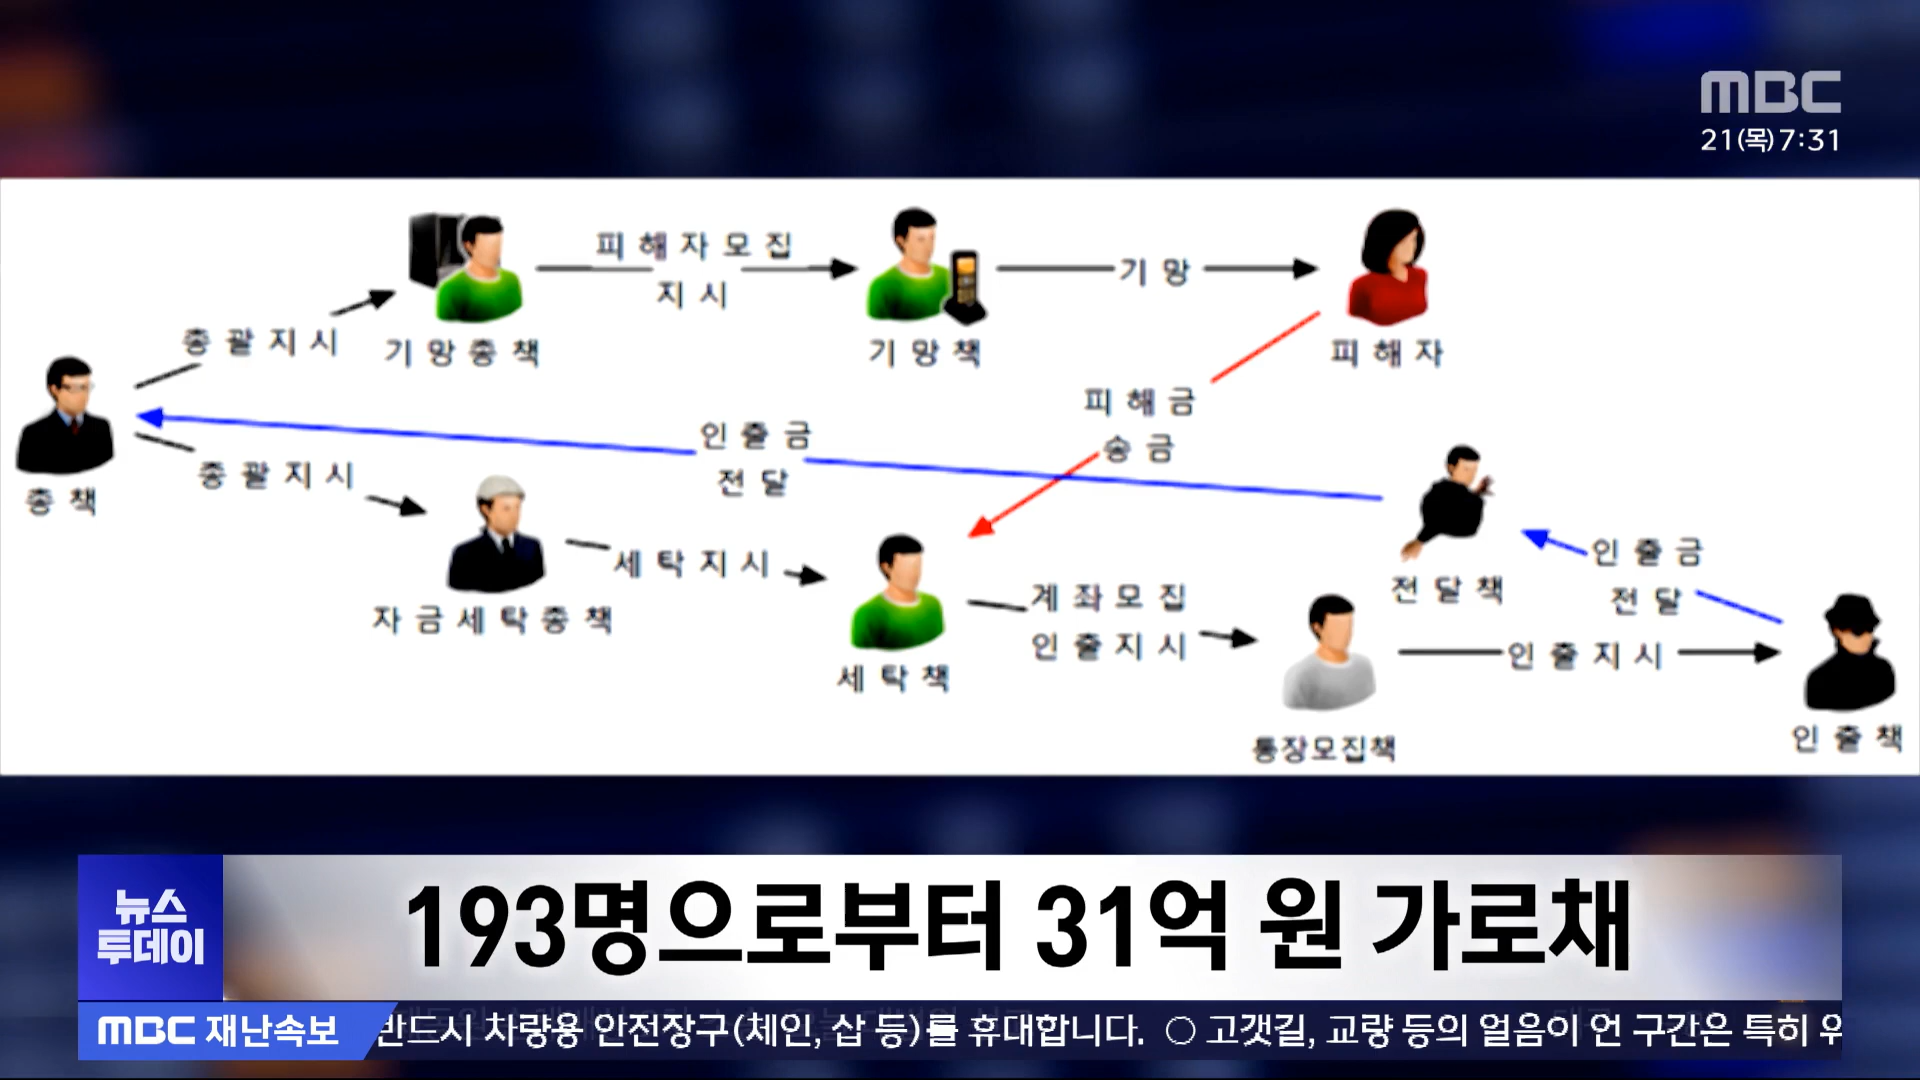 MBC
21(목)7:31
피해자모집
지시
기망
총괄지시
기망총책
기망책
피해자
피해금
송금
인출금
전달
총괄지시
총책
세탁지시
인출금
전달
전달책
자금세탁총책
계좌모집
인출지시
인출지시
세탁책
통장모집책
인출책
뉴스
투데이
193명으로부터 31억 원 가로채
MBC 재난속보
반드시 차량용 안전장구(체인, 삽 등)를 휴대합니다. ○ 고갯길, 교량 등의 얼음이 언 구간은 특히